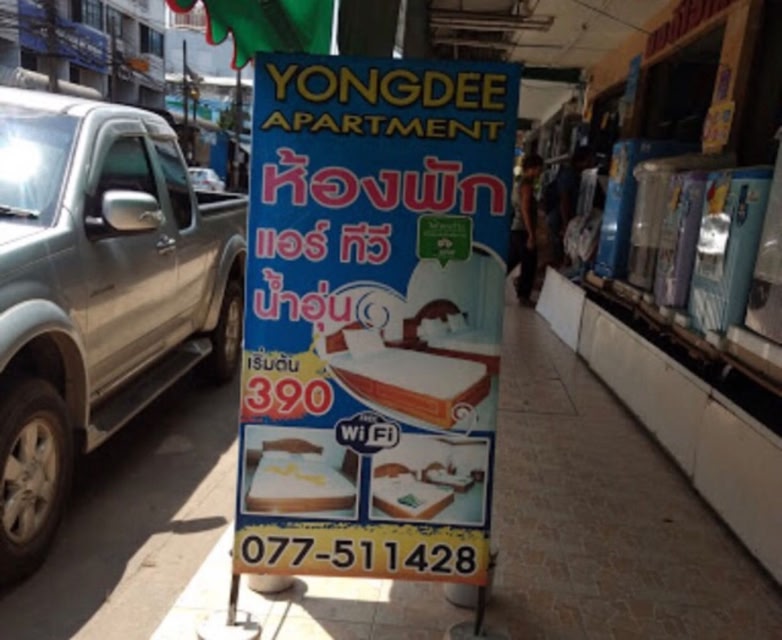 YONGDEE
APARTMENT
ห้องพัก
แอร์ ทีวี
น้ำอุ่น
เริ่มต้น
390
FREE
WiFi
077-511428